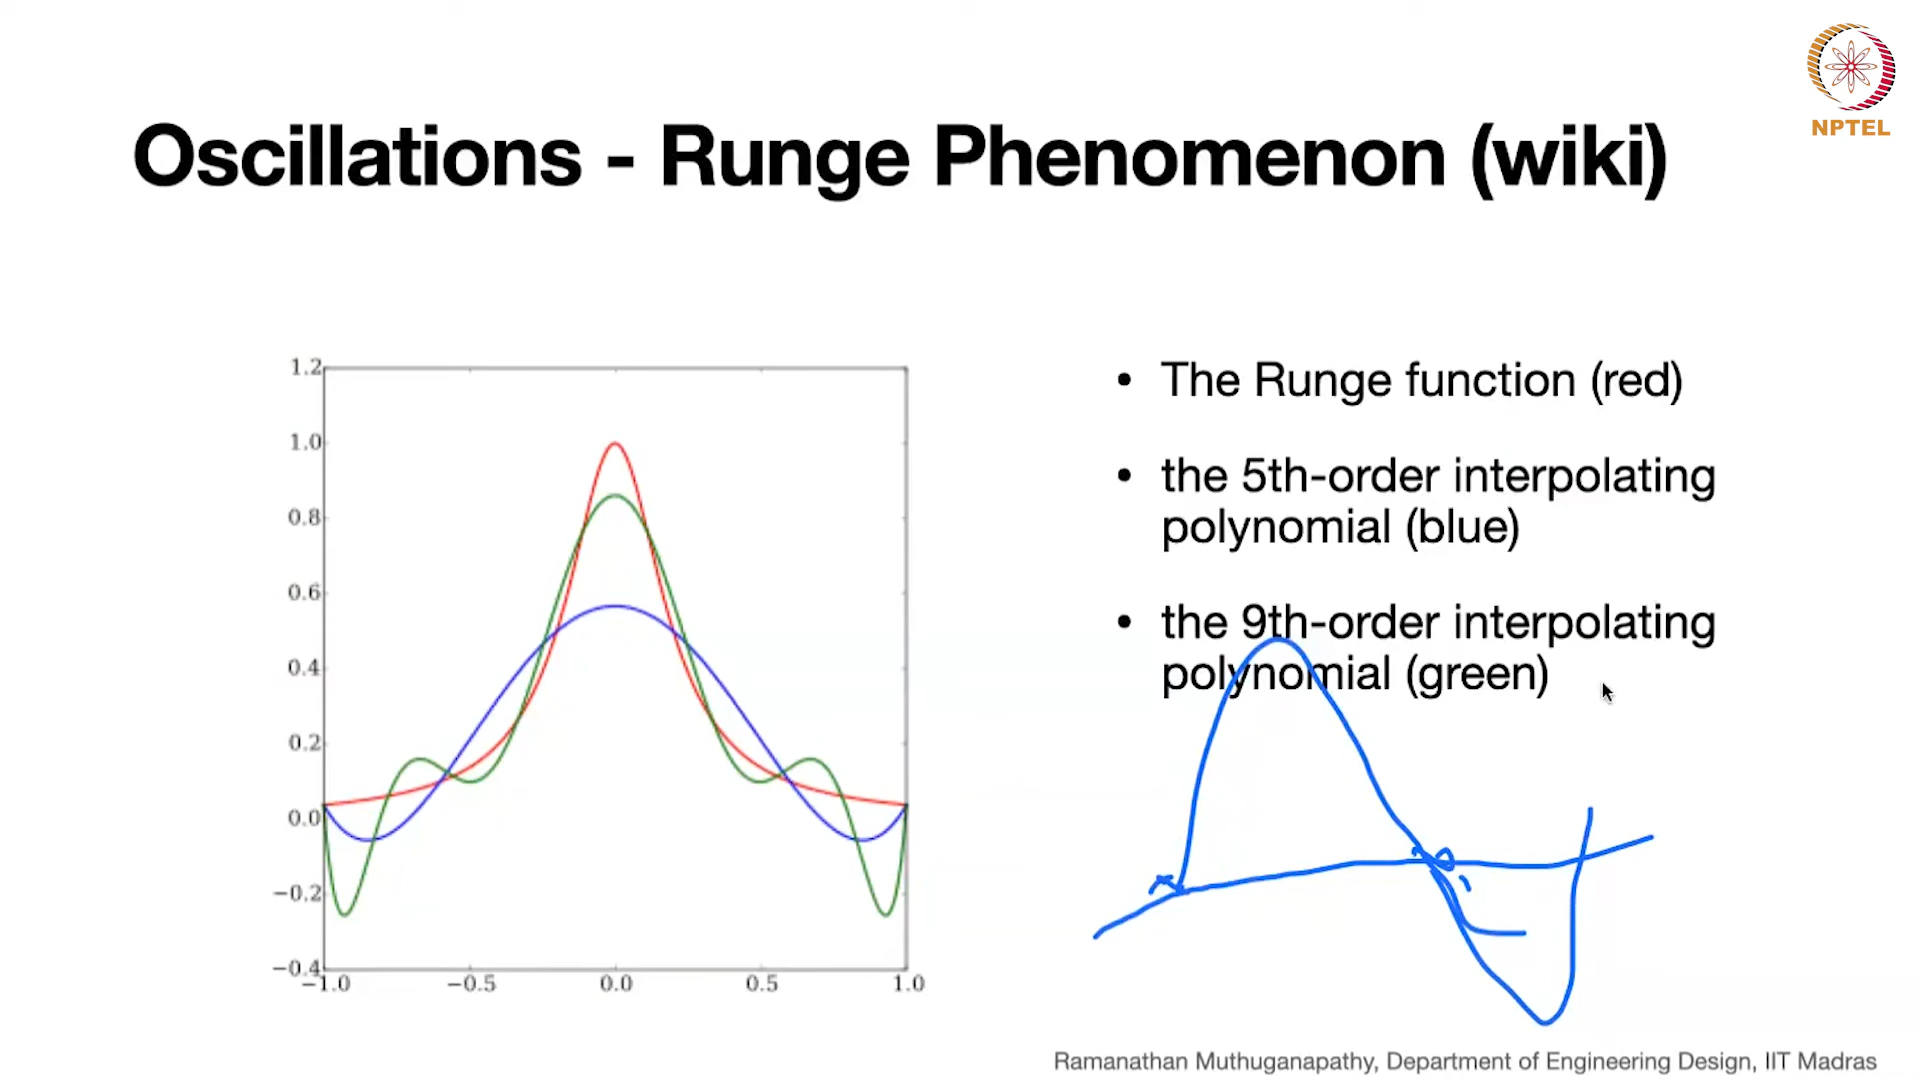 NPTEL
Oscillations - Runge Phenomenon (wiki)
1.2
1.0
0.8
0.6
0.4
0.2
0.0
−0.2
−0.4
−1.0
−0.5
0.0
0.5
1.0
• The Runge function (red)
• the 5th-order interpolating
polynomial (blue)
• the 9th-order interpolating
polynomial (green)
Ramanathan Muthuganapathy, Department of Engineering Design, IIT Madras